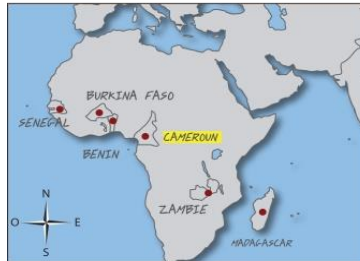 BURKINA FASO
SENEGAL
CAMEROUN
BENIN
ZAMBIE
MADAGASCAR
N
O E
S